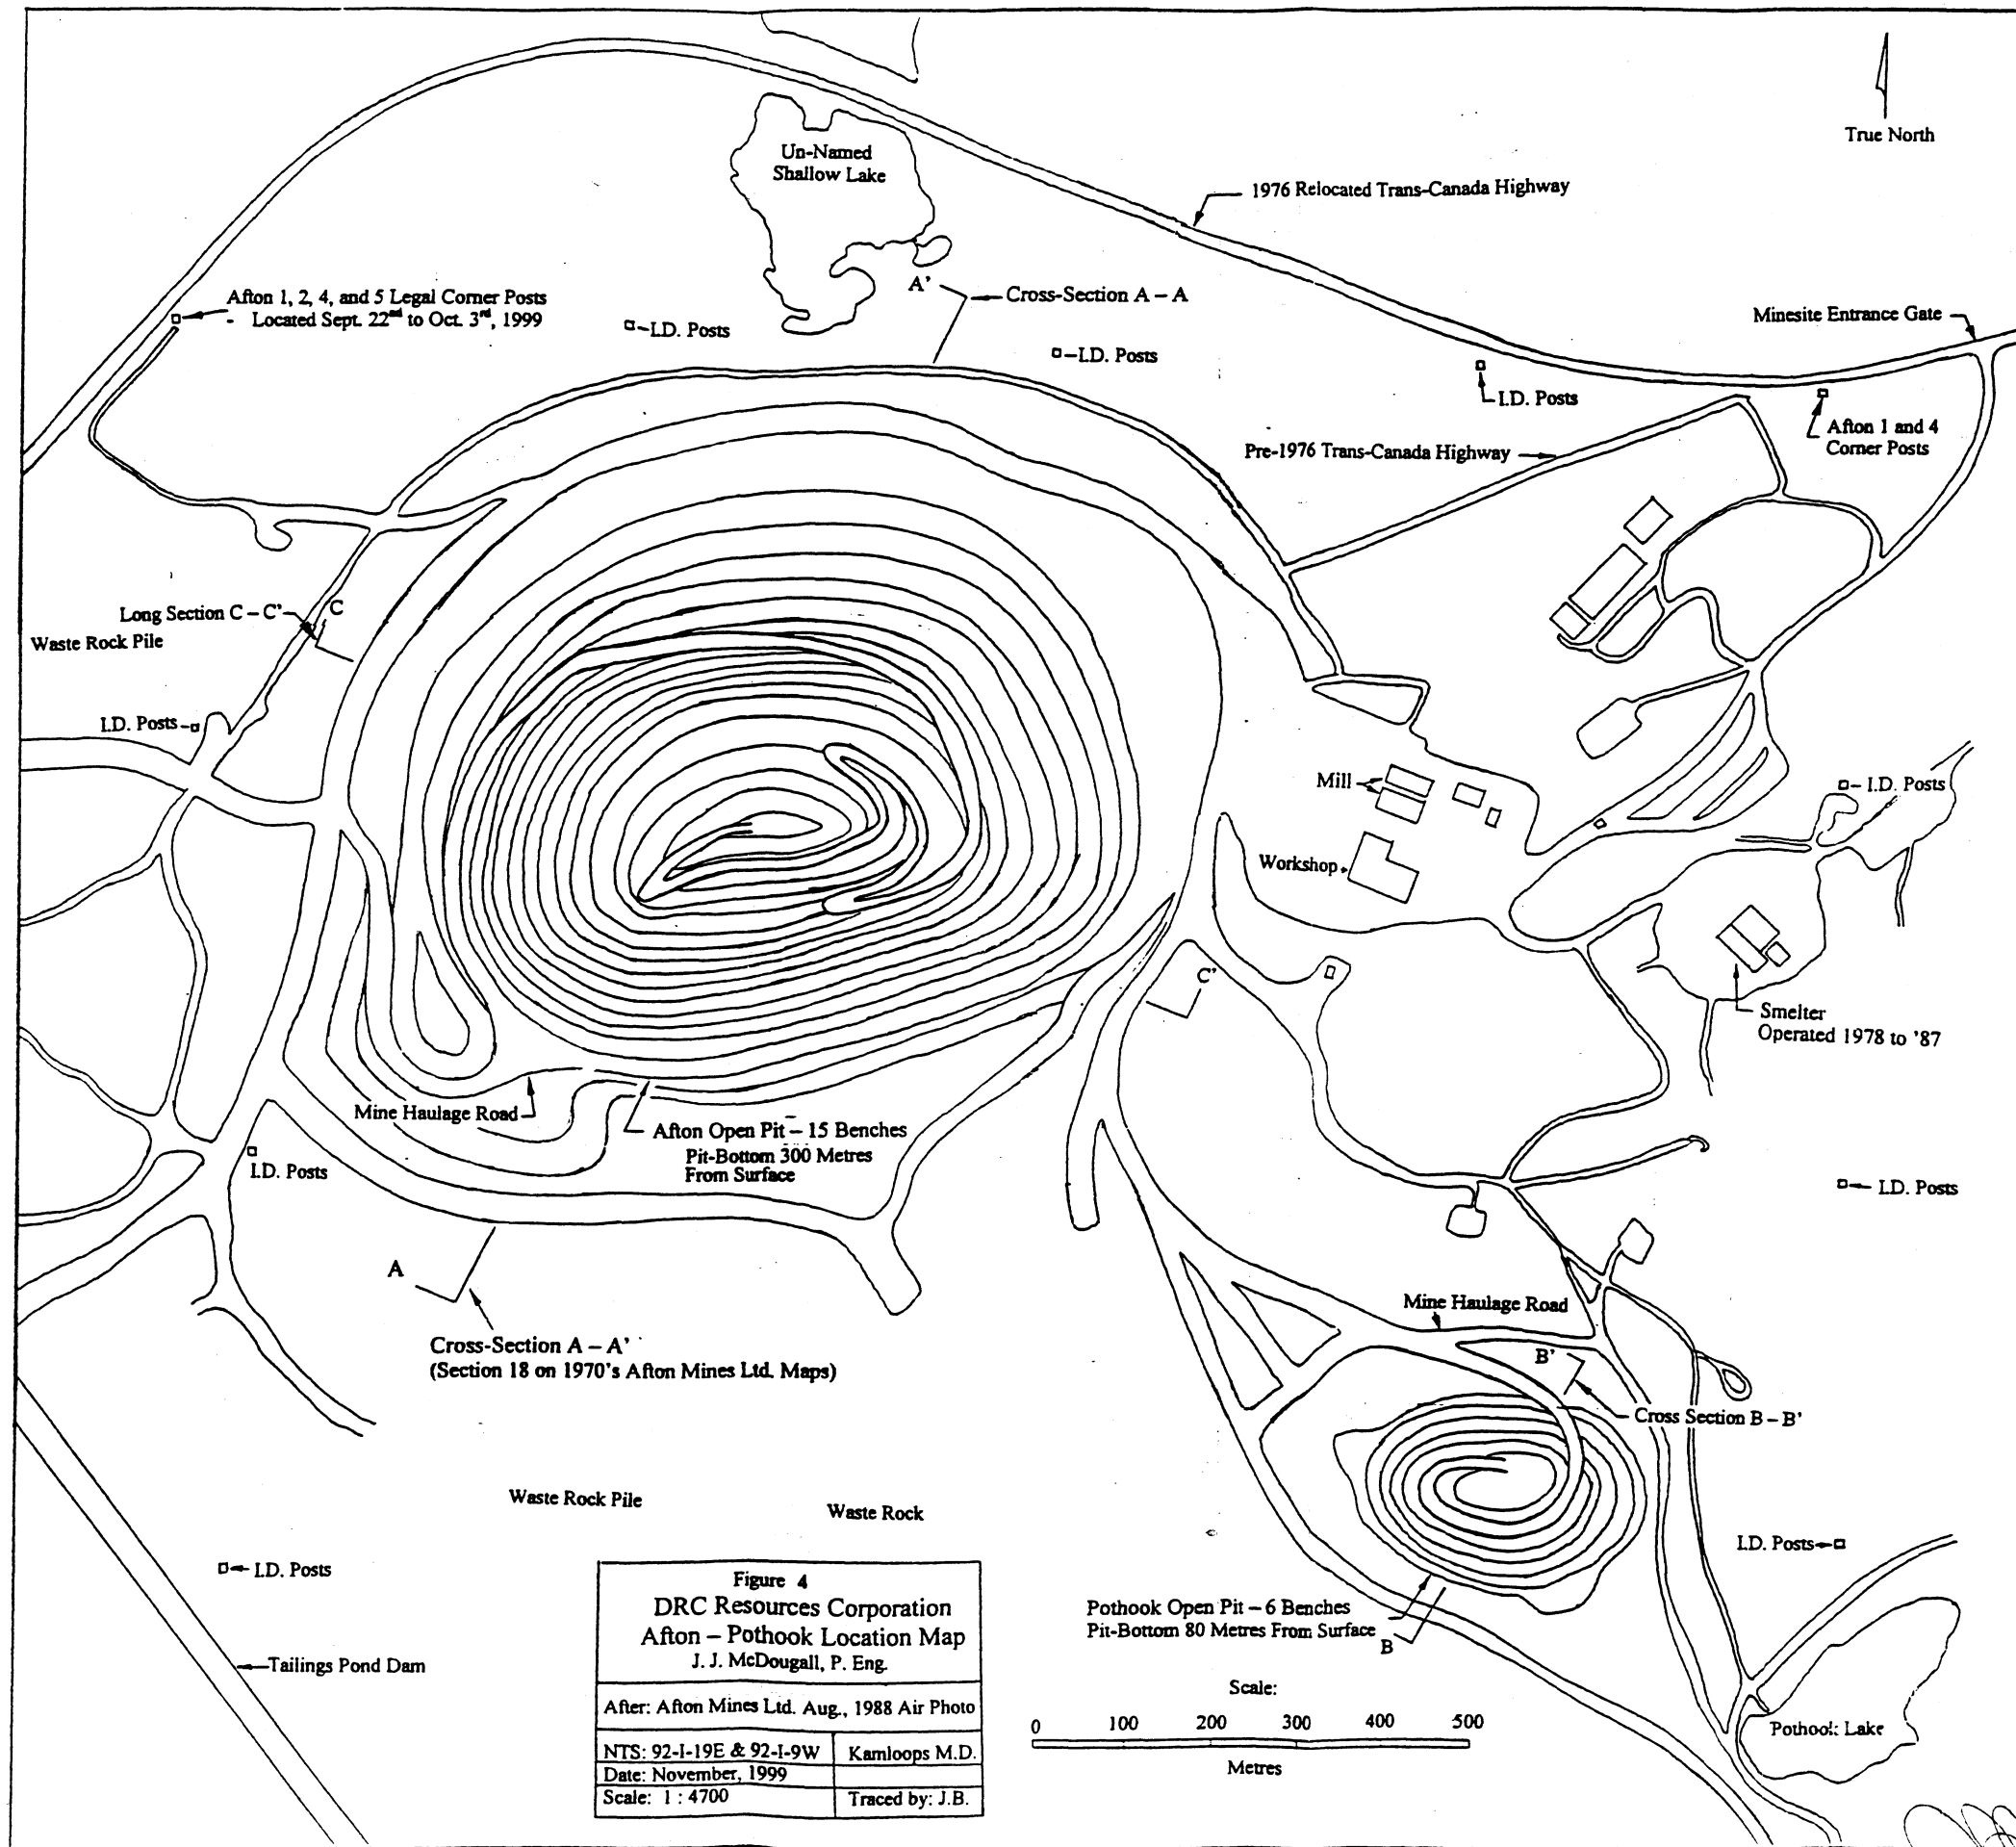 True North
Un-Named
Shallow Lake
1976 Relocated Trans-Canada Highway
A'
Cross-Section A – A
Afton 1, 2, 4, and 5 Legal Corner Posts
- Located Sept. 22nd to Oct. 3rd, 1999
I.D. Posts
I.D. Posts
Minesite Entrance Gate
I.D. Posts
Afton 1 and 4
Corner Posts
Pre-1976 Trans-Canada Highway
Long Section C – C'
C
Waste Rock Pile
I.D. Posts
Mill
I.D. Posts
Workshop
C'
Smelter
Operated 1978 to '87
Mine Haulage Road
Afton Open Pit – 15 Benches
Pit-Bottom 300 Metres
From Surface
I.D. Posts
I.D. Posts
A
Cross-Section A – A'
(Section 18 on 1970's Afton Mines Ltd. Maps)
Mine Haulage Road
B'
Cross Section B – B'
Waste Rock Pile
Waste Rock
I.D. Posts
I.D. Posts
Pothook Open Pit – 6 Benches
Pit-Bottom 80 Metres From Surface
B
Tailings Pond Dam
Figure 4
DRC Resources Corporation
Afton – Pothook Location Map
J. J. McDougall, P. Eng.
After: Afton Mines Ltd. Aug., 1988 Air Photo
NTS: 92-I-19E & 92-I-9W
Kamloops M.D.
Date: November, 1999
Scale: 1 : 4700
Traced by: J.B.
Scale:
0 100 200 300 400 500
Metres
Pothook Lake